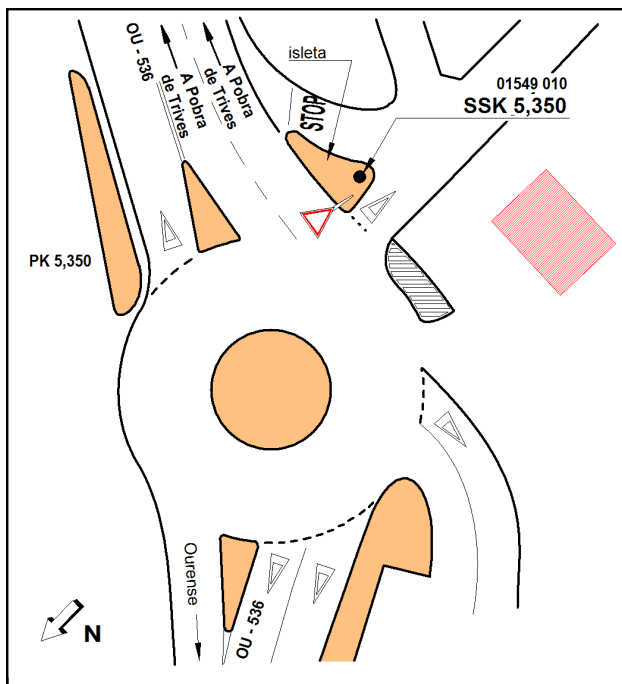 OU - 536
A Pobra
de Trives
A Pobra
de Trives
isleta
STOP
01549 010
SSK 5,350
PK 5,350
Ourense
OU - 536
N